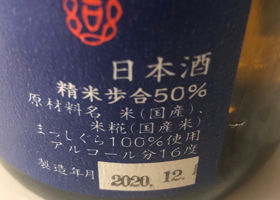 日本酒
精米歩合50%
原材料名 米(国産)、
米糀(国産米)
まっしぐら100%使用
アルコール分16度
製造年月 2020. 12.